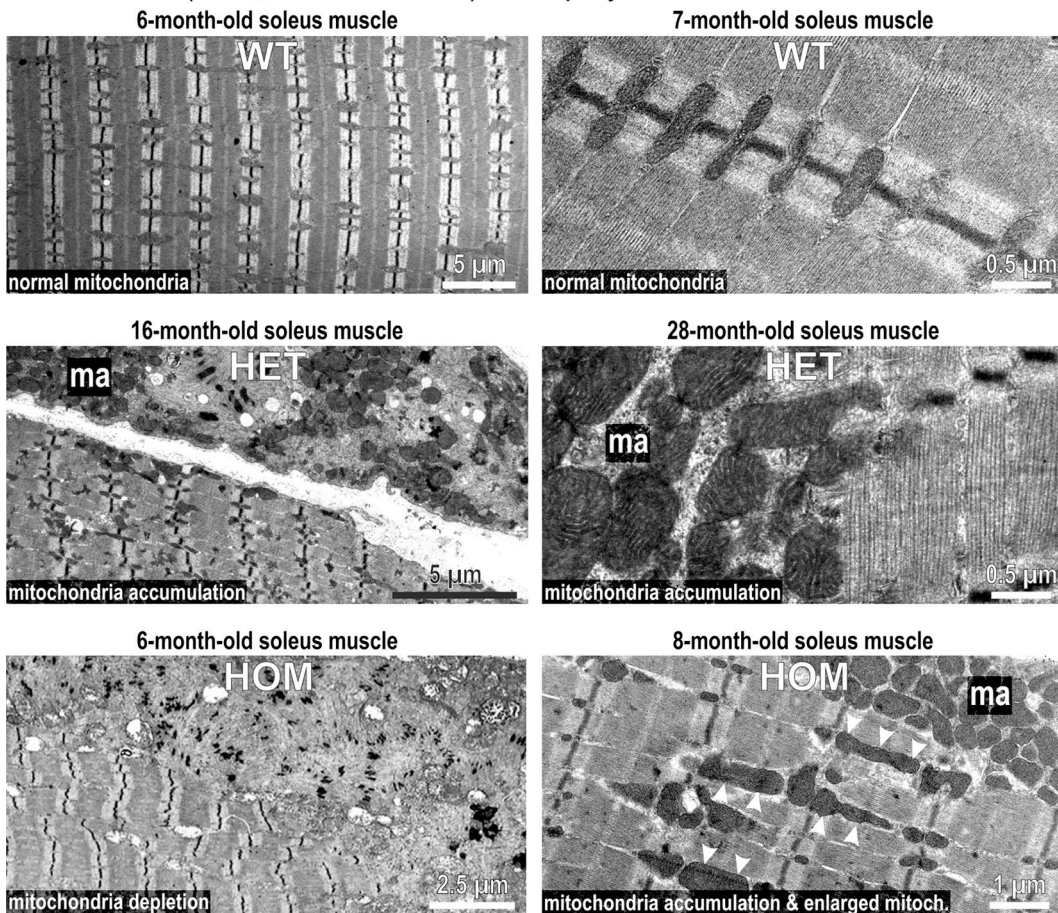 6-month-old soleus muscle
WT
5 µm
normal mitochondria
7-month-old soleus muscle
WT
0.5 µm
normal mitochondria
16-month-old soleus muscle
ma
HET
5 µm
mitochondria accumulation
28-month-old soleus muscle
HET
ma
0.5 µm
mitochondria accumulation
6-month-old soleus muscle
HOM
2.5 µm
mitochondria depletion
8-month-old soleus muscle
HOM
ma
1 µm
mitochondria accumulation & enlarged mitoch.